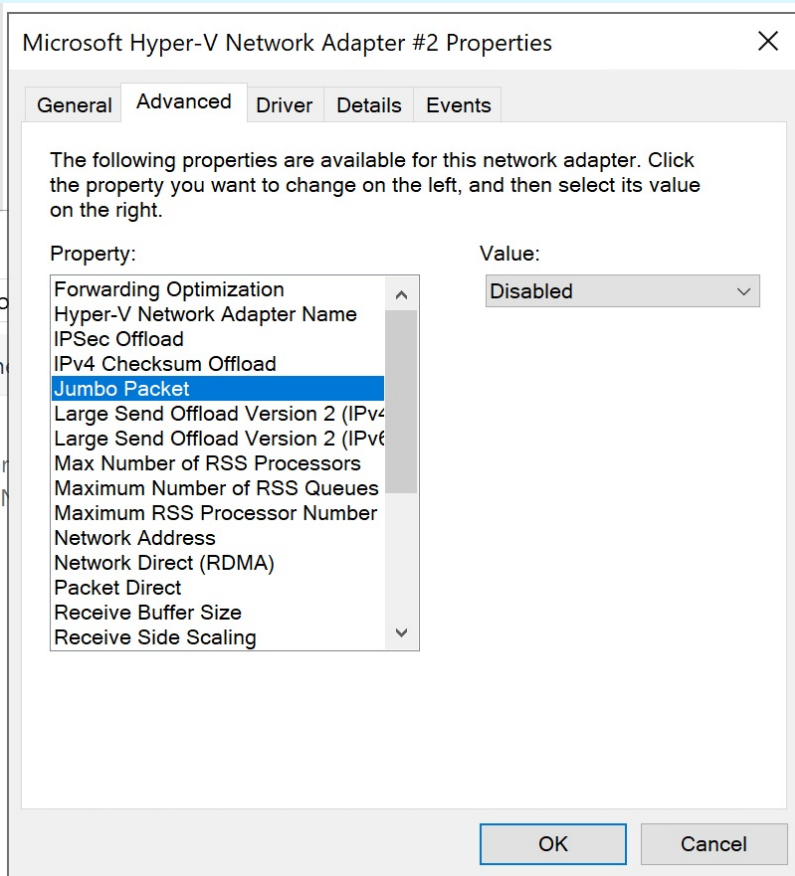 Microsoft Hyper-V Network Adapter #2 Properties
General Advanced Driver Details Events
The following properties are available for this network adapter. Click
the property you want to change on the left, and then select its value
on the right.
Property: Value:
Forwarding Optimization Disabled
Hyper-V Network Adapter Name
IPSec Offload
IPv4 Checksum Offload
Jumbo Packet
Large Send Offload Version 2 (IPv4
Large Send Offload Version 2 (IPv6
Max Number of RSS Processors
Maximum Number of RSS Queues
Maximum RSS Processor Number
Network Address
Network Direct (RDMA)
Packet Direct
Receive Buffer Size
Receive Side Scaling
OK Cancel